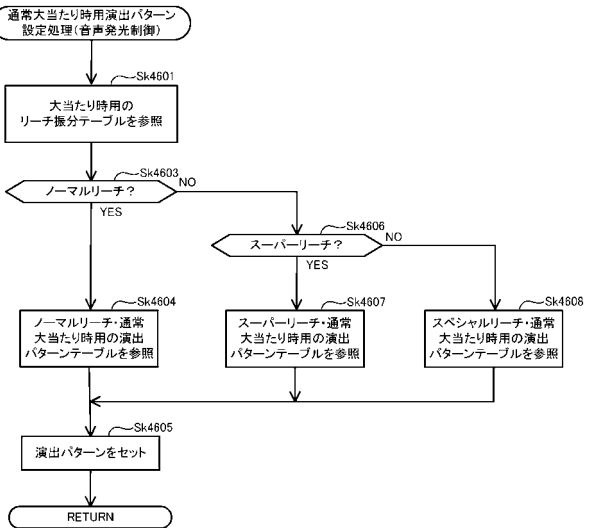 通常大当たり時用演出パターン
設定処理(音声発光制御)
Sk4601
大当たり時用の
リーチ振分テーブルを参照
Sk4603
ノーマルリーチ?
NO
YES
Sk4606
スーパーリーチ?
NO
YES
Sk4604
ノーマルリーチ・通常
大当たり時用の演出
パターンテーブルを参照
Sk4607
スーパーリーチ・通常
大当たり時用の演出
パターンテーブルを参照
Sk4608
スペシャルリーチ・通常
大当たり時用の演出
パターンテーブルを参照
Sk4605
演出パターンをセット
RETURN